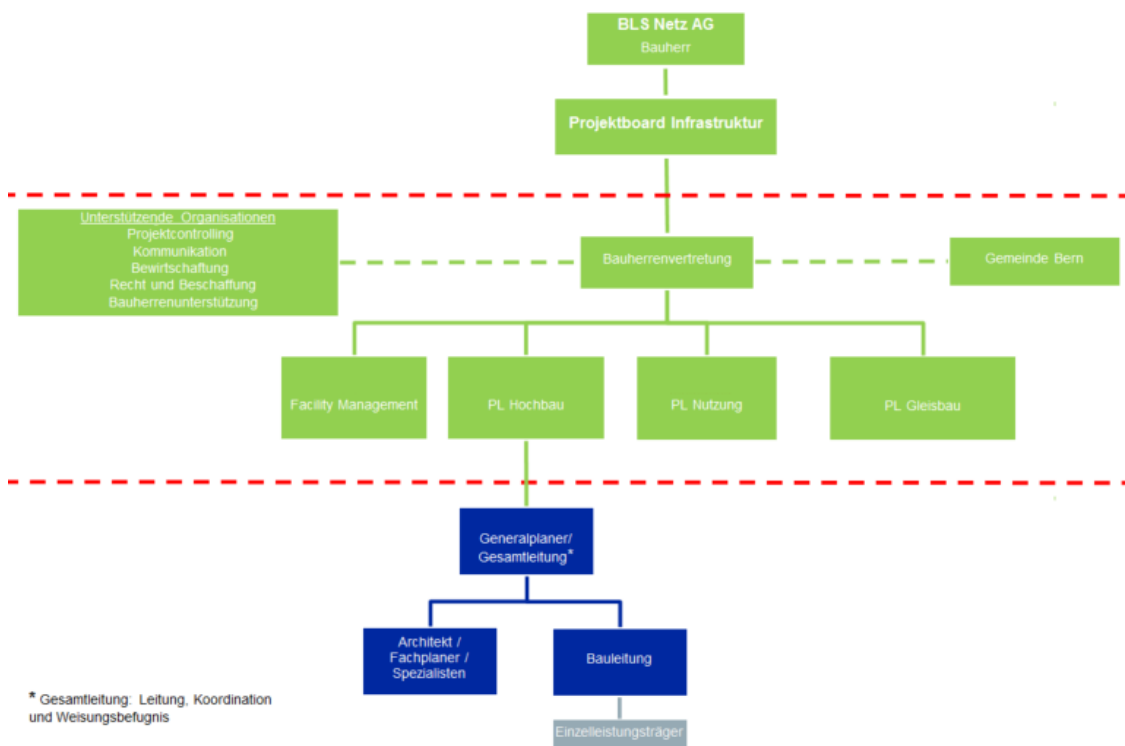 BLS Netz AG
Bauherr
Projektboard Infrastruktur
Unterstützende Organisationen
Projektcontrolling
Kommunikation
Bewirtschaftung
Recht und Beschaffung
Bauherrenunterstützung
Bauherrenvertretung
Gemeinde Bern
Facility Management
PL Hochbau
PL Nutzung
PL Gleisbau
Generalplaner/
Gesamtleitung*
Architekt /
Fachplaner /
Spezialisten
Bauleitung
* Gesamtleitung: Leitung, Koordination
und Weisungsbefugnis
Einzelleistungsträger